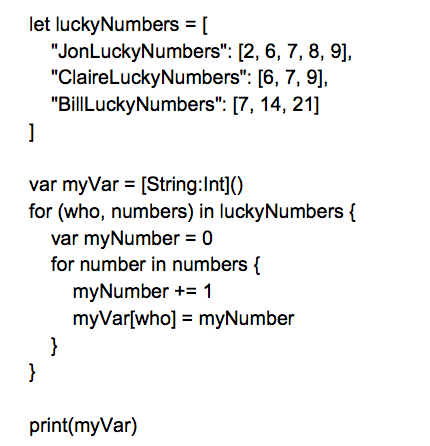 let luckyNumbers = [
"JonLuckyNumbers": [2, 6, 7, 8, 9],
"ClaireLuckyNumbers": [6, 7, 9],
"BillLuckyNumbers": [7, 14, 21]
]
var myVar = [String:Int]()
for (who, numbers) in luckyNumbers {
var myNumber = 0
for number in numbers {
myNumber += 1
myVar[who] = myNumber
}
}
print(myVar)